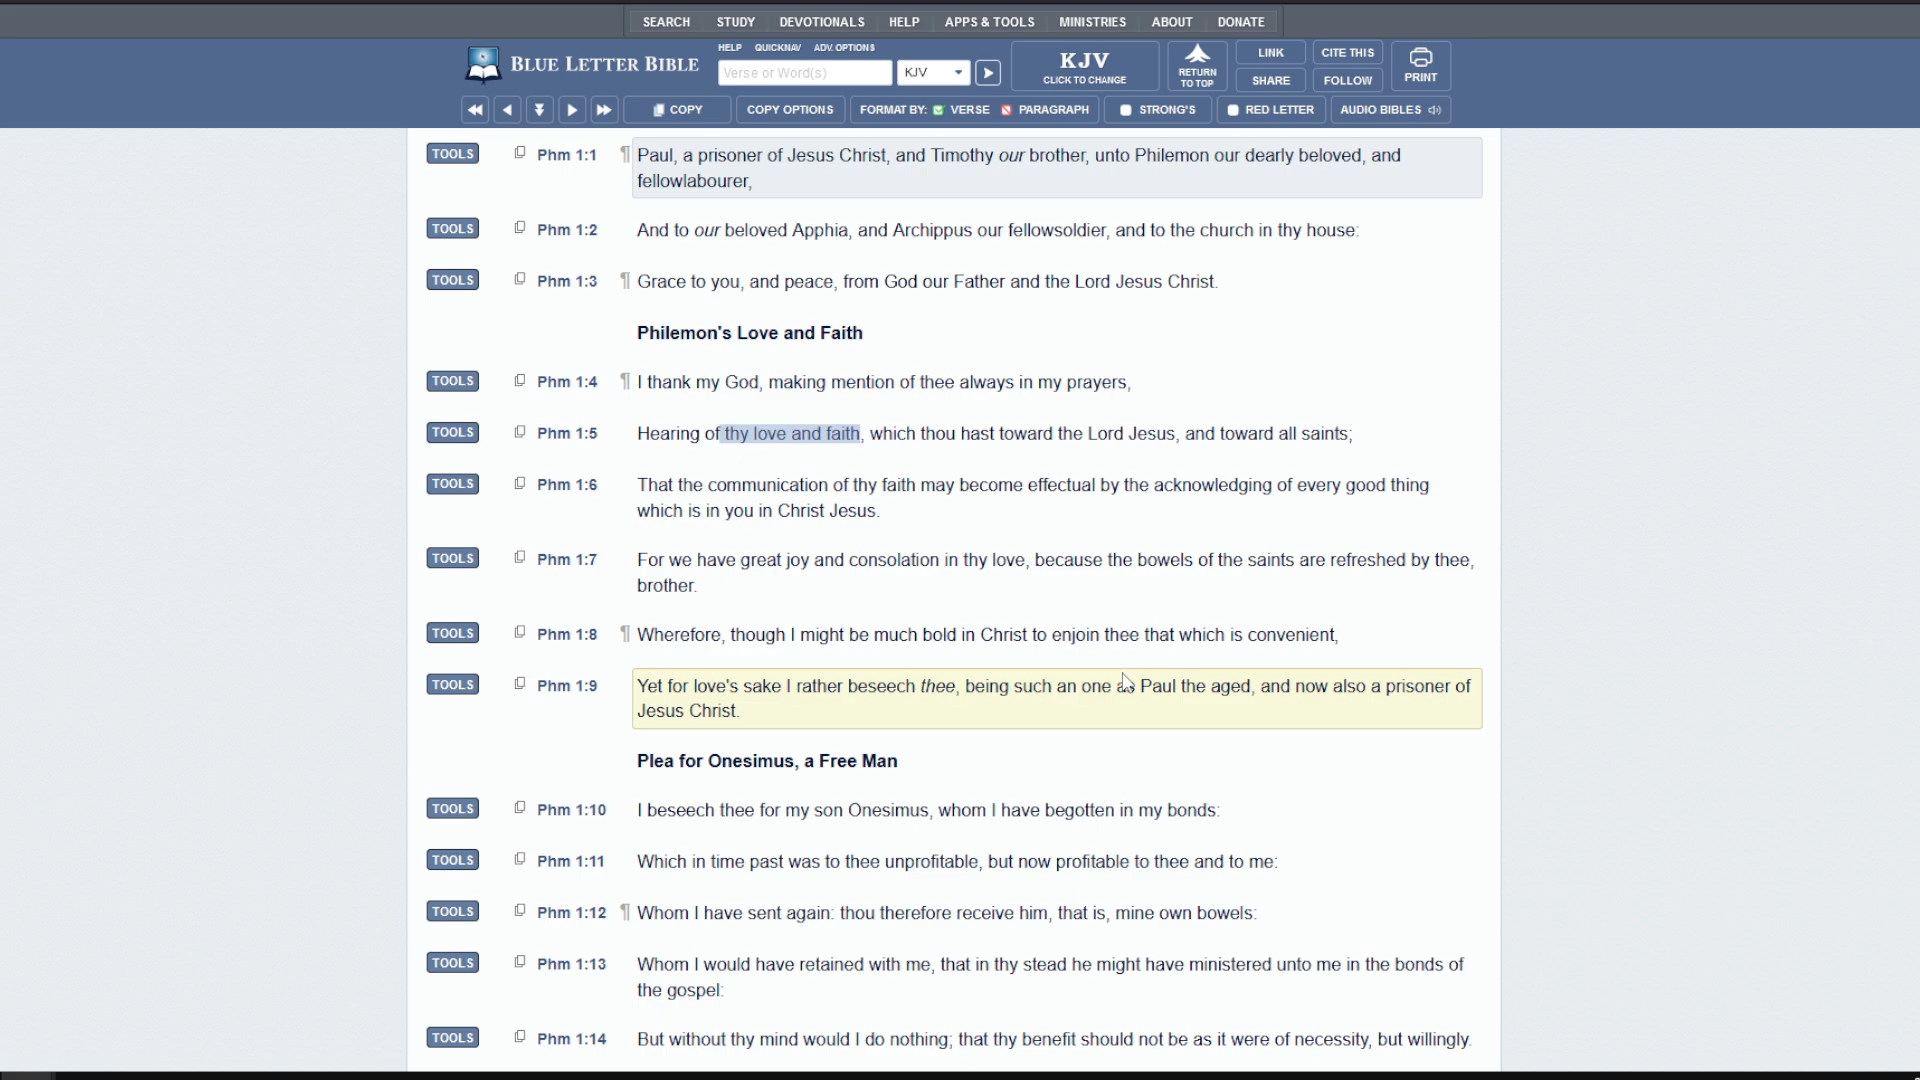 SEARCH STUDY DEVOTIONALS HELP APPS & TOOLS MINISTRIES ABOUT DONATE
BLUE LETTER BIBLE
HELP QUICKNAV ADV. OPTIONS
Verse or Word(s) KJV
KJV
CLICK TO CHANGE
RETURN
TO TOP
LINK CITE THIS
SHARE FOLLOW
PRINT
COPY COPY OPTIONS FORMAT BY: VERSE PARAGRAPH STRONG'S RED LETTER AUDIO BIBLES
TOOLS Phm 1:1 ¶ Paul, a prisoner of Jesus Christ, and Timothy our brother, unto Philemon our dearly beloved, and
fellowlabourer,
TOOLS Phm 1:2 And to our beloved Apphia, and Archippus our fellowsoldier, and to the church in thy house:
TOOLS Phm 1:3 ¶ Grace to you, and peace, from God our Father and the Lord Jesus Christ.
Philemon's Love and Faith
TOOLS Phm 1:4 ¶ I thank my God, making mention of thee always in my prayers,
TOOLS Phm 1:5 Hearing of thy love and faith, which thou hast toward the Lord Jesus, and toward all saints;
TOOLS Phm 1:6 That the communication of thy faith may become effectual by the acknowledging of every good thing
which is in you in Christ Jesus.
TOOLS Phm 1:7 For we have great joy and consolation in thy love, because the bowels of the saints are refreshed by thee,
brother.
TOOLS Phm 1:8 ¶ Wherefore, though I might be much bold in Christ to enjoin thee that which is convenient,
TOOLS Phm 1:9 Yet for love's sake I rather beseech thee, being such an one as Paul the aged, and now also a prisoner of
Jesus Christ.
Plea for Onesimus, a Free Man
TOOLS Phm 1:10 I beseech thee for my son Onesimus, whom I have begotten in my bonds:
TOOLS Phm 1:11 Which in time past was to thee unprofitable, but now profitable to thee and to me:
TOOLS Phm 1:12 ¶ Whom I have sent again: thou therefore receive him, that is, mine own bowels:
TOOLS Phm 1:13 Whom I would have retained with me, that in thy stead he might have ministered unto me in the bonds of
the gospel:
TOOLS Phm 1:14 But without thy mind would I do nothing; that thy benefit should not be as it were of necessity, but willingly.